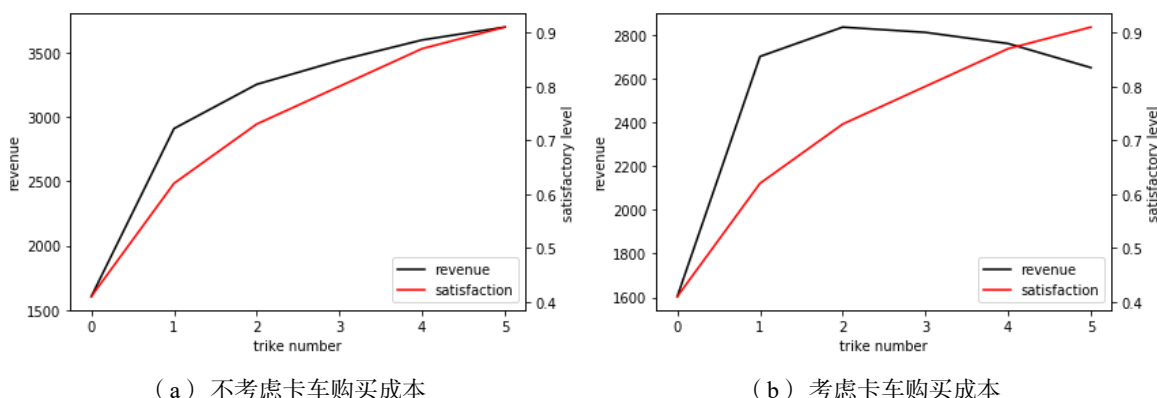 3500
3000
2500
2000
1500
revenue
0.9
0.8
0.7
0.6
0.5
0.4
satisfactory level
revenue
satisfaction
0 1 2 3 4 5
trike number
(a) 不考虑卡车购买成本
2800
2600
2400
2200
2000
1800
1600
revenue
0.9
0.8
0.7
0.6
0.5
0.4
satisfactory level
revenue
satisfaction
0 1 2 3 4 5
trike number
(b) 考虑卡车购买成本